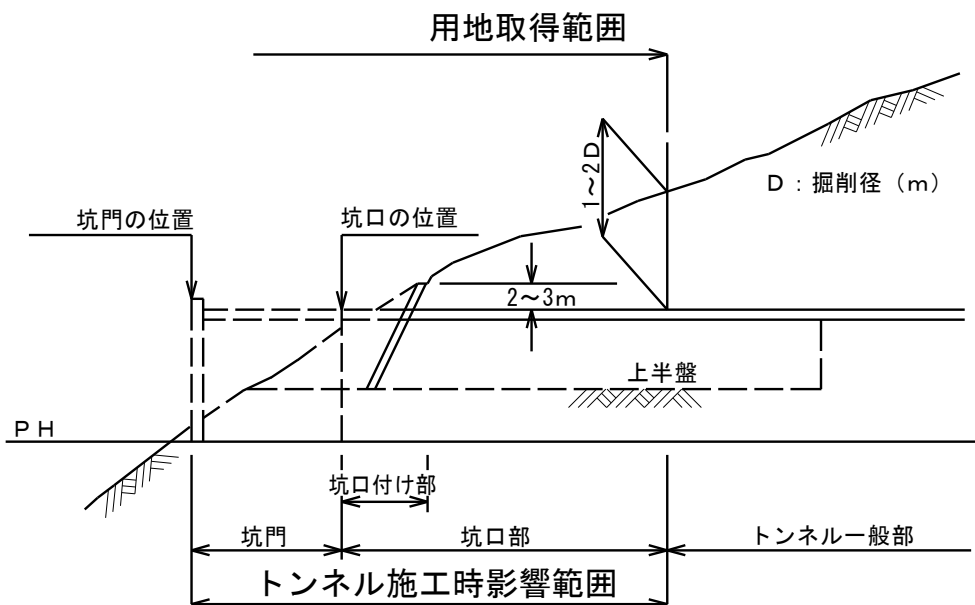 用地取得範囲
1～2D
D：掘削径（m）
坑門の位置
坑口の位置
2～3m
上半盤
PH
坑口付け部
坑門
坑口部
トンネル一般部
トンネル施工時影響範囲